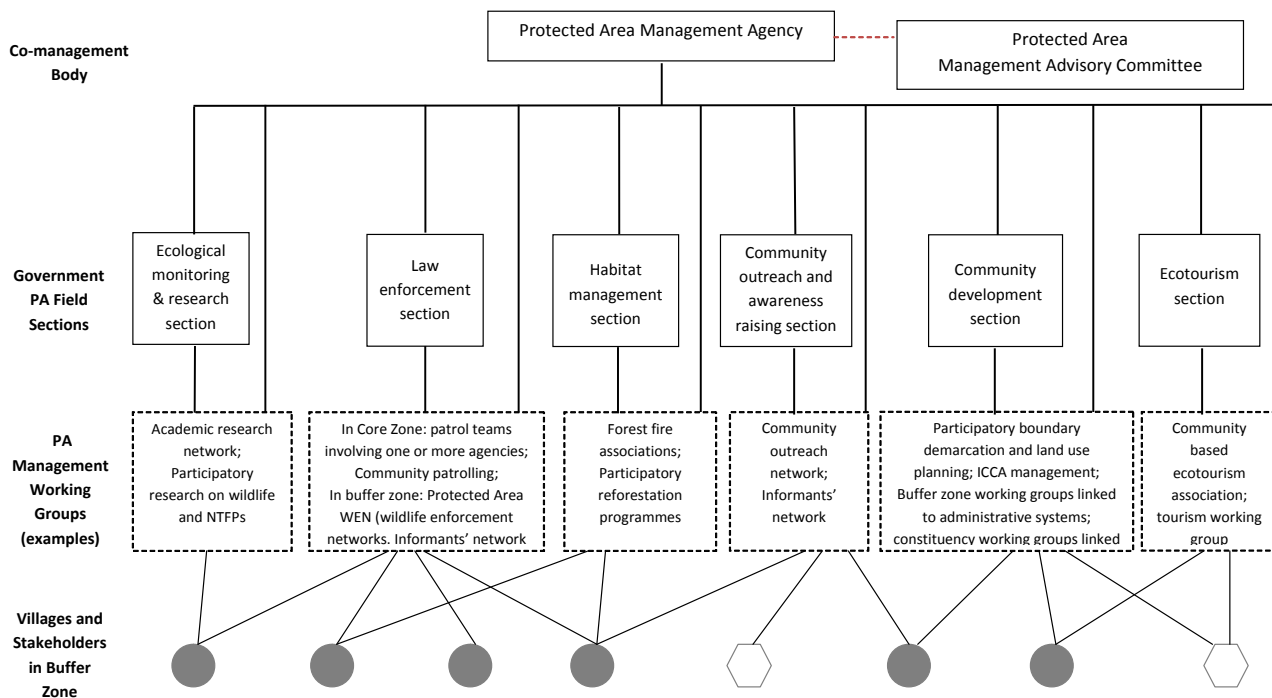 Co-management
Body
Protected Area Management Agency
Protected Area
Management Advisory Committee
Government
PA Field
Sections
Ecological
monitoring
& research
section
Law
enforcement
section
Habitat
management
section
Community
outreach and
awareness
raising section
Community
development
section
Ecotourism
section
PA
Management
Working
Groups
(examples)
Academic research
network;
Participatory
research on wildlife
and NTFPs
In Core Zone: patrol teams
involving one or more agencies;
Community patrolling;
In buffer zone: Protected Area
WEN (wildlife enforcement
networks. Informants’ network
Forest fire
associations;
Participatory
reforestation
programmes
Community
outreach
network;
Informants’
network
Participatory boundary
demarcation and land use
planning; ICCA management;
Buffer zone working groups linked
to administrative systems;
constituency working groups linked
Community
based
ecotourism
association;
tourism working
group
Villages and
Stakeholders
in Buffer
Zone